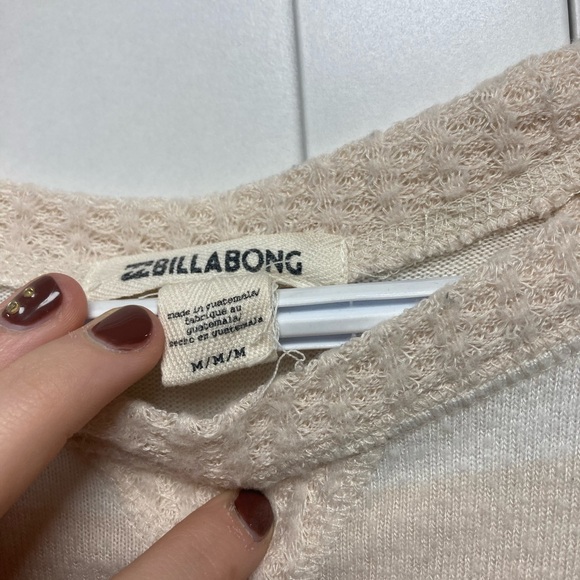 BILLABONG
made in guatemala/
fabriqué au
guatemala/
hecho en guatemala
M/M/M